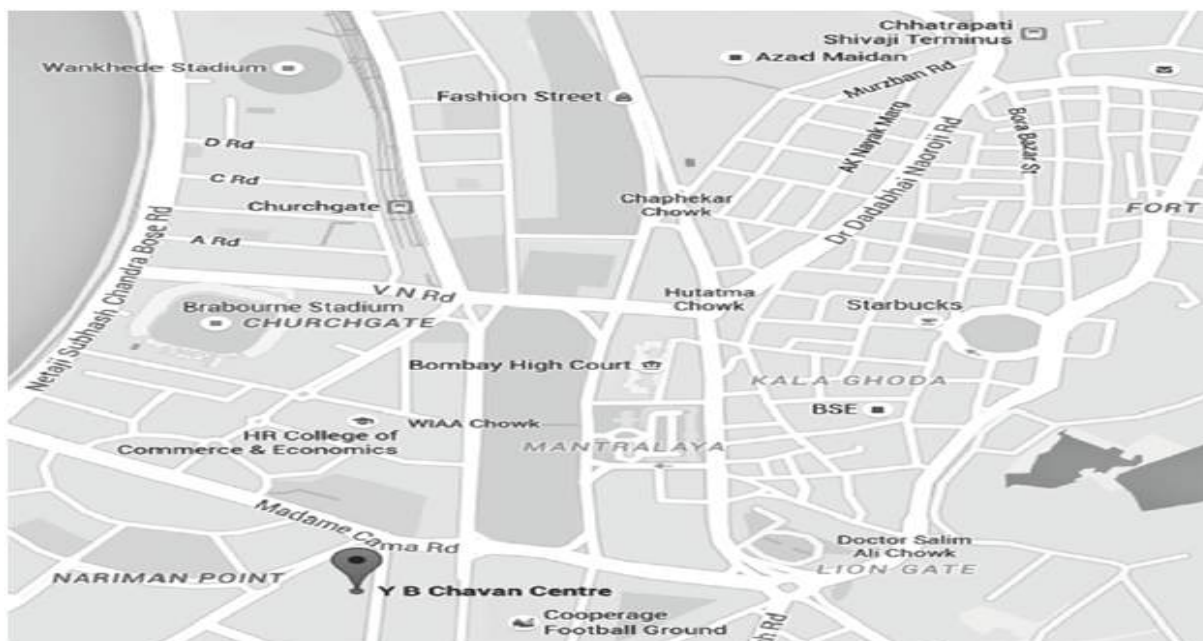 Chhatrapati
Shivaji Terminus
Wankhede Stadium
Azad Maidan
Murzban Rd
Fashion Street
AK Nayak Marg
Bora Bazar St
D Rd
C Rd
Chaphekar
Chowk
Dr Dadabhai Naoroji Rd
Churchgate
FORT
A Rd
Netaji Subhash Chandra Bose Rd
V N Rd
Hutatma
Chowk
Starbucks
Brabourne Stadium
CHURCHGATE
Bombay High Court
KALA GHODA
BSE
WIAA Chowk
HR College of
Commerce & Economics
MANTRALAYA
Madame Cama Rd
Doctor Salim
Ali Chowk
LION GATE
NARIMAN POINT
Y B Chavan Centre
Cooperage
Football Ground
Rd